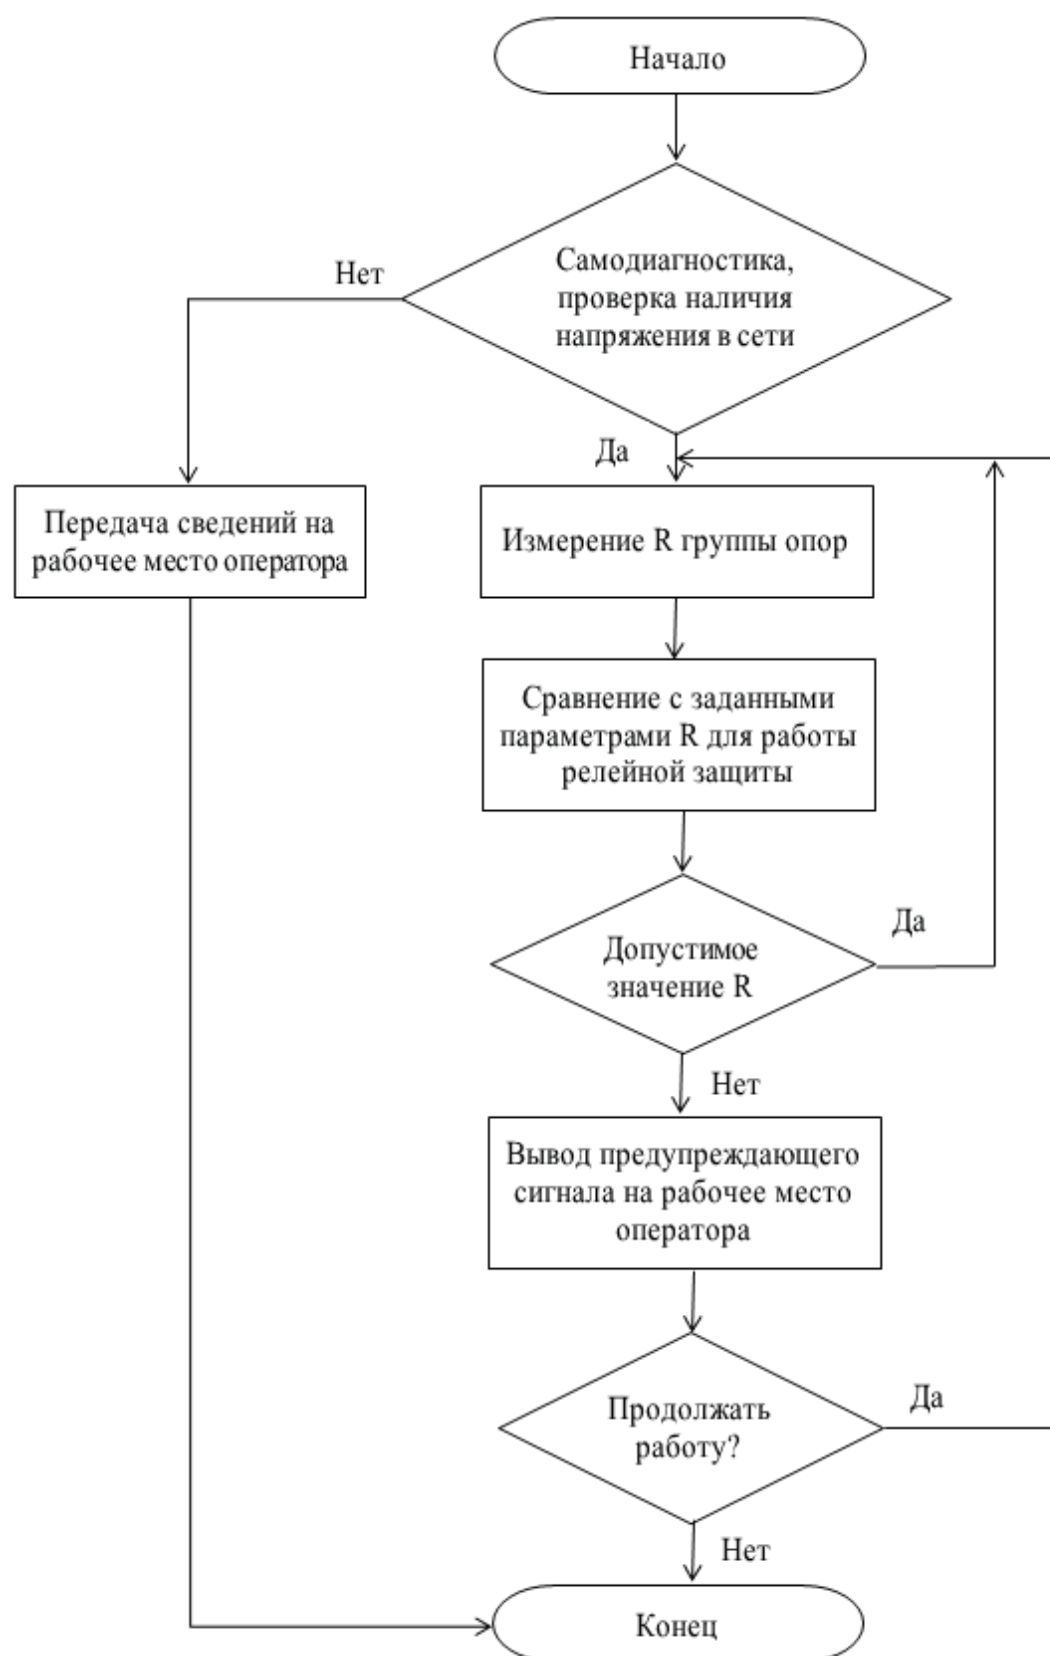 Начало
Самодиагностика,
проверка наличия
напряжения в сети
Нет
Да
Передача сведений на
рабочее место оператора
Измерение R группы опор
Сравнение с заданными
параметрами R для работы
релейной защиты
Допустимое
значение R
Да
Нет
Вывод предупреждающего
сигнала на рабочее место
оператора
Продолжать
работу?
Да
Нет
Конец